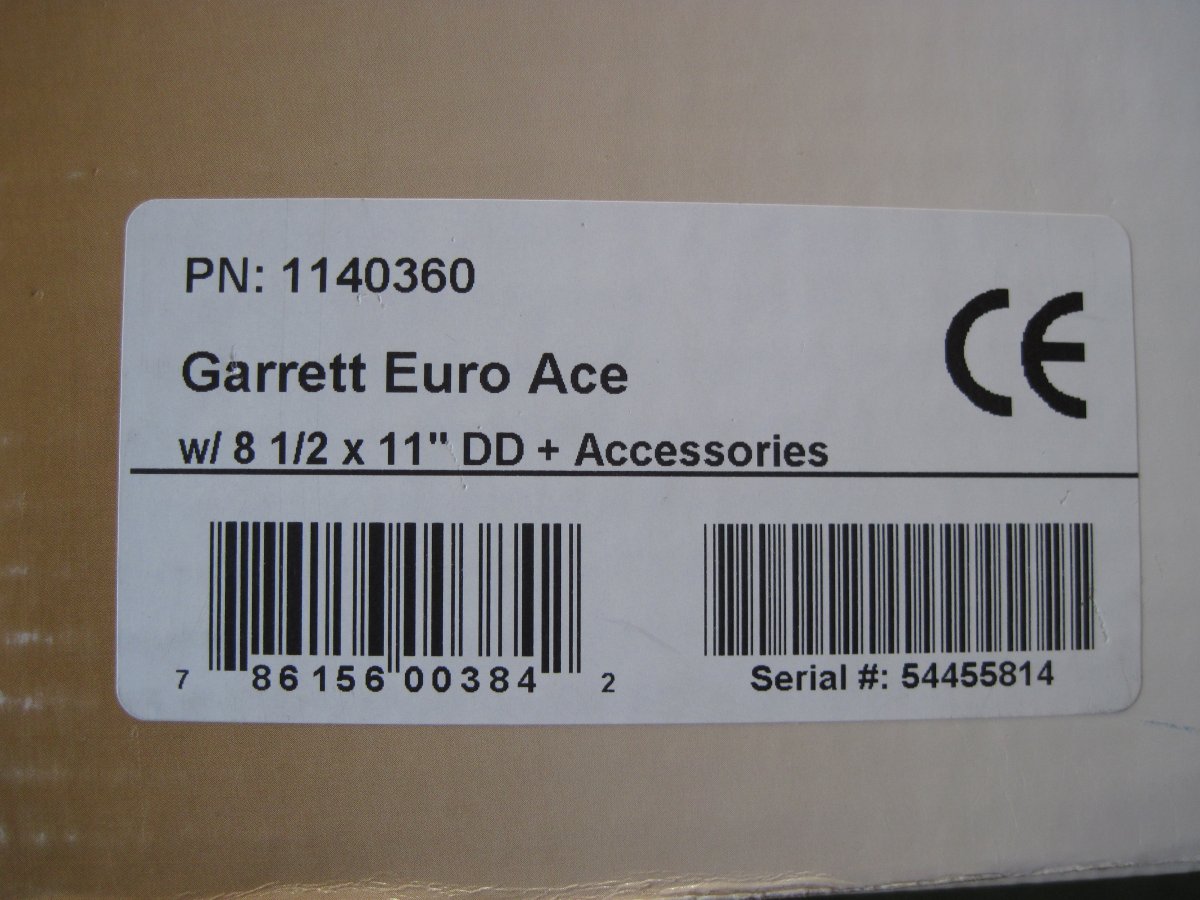 PN: 1140360
CE
Garrett Euro Ace
w/ 8 1/2 x 11" DD + Accessories
7 86156 00384 2
Serial #: 54455814